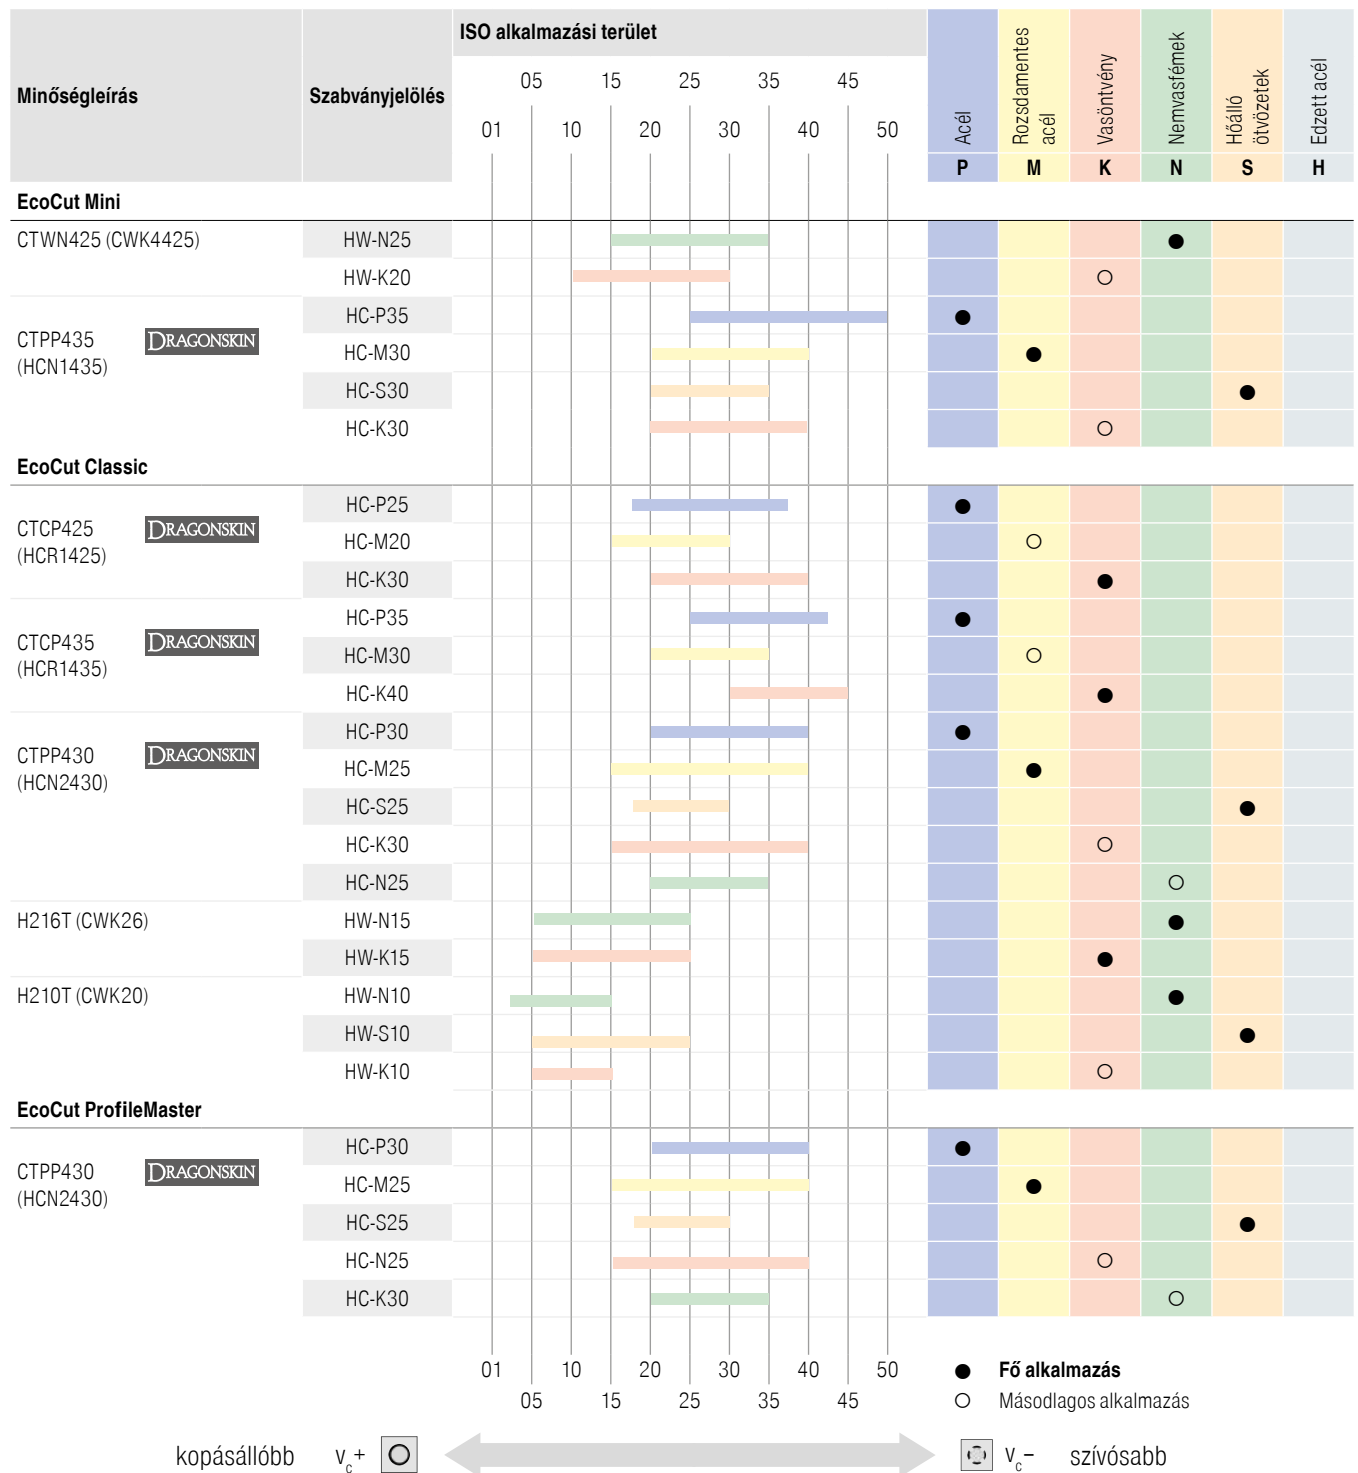 ISO alkalmazási terület
Minőségleírás
Szabványjelölés
05 15 25 35 45
01 10 20 30 40 50
Acél
Rozsdamentes
acél
Vasöntvény
Nemvasfémek
Hőálló
ötvözetek
Edzett acél
P M K N S H
EcoCut Mini
CTWN425 (CWK4425) HW-N25
HW-K20
HC-P35
CTPP435 DRAGONSKIN
(HCN1435)
HC-M30
HC-S30
HC-K30
EcoCut Classic
HC-P25
CTCP425 DRAGONSKIN
(HCR1425)
HC-M20
HC-K30
HC-P35
CTCP435 DRAGONSKIN
(HCR1435)
HC-M30
HC-K40
HC-P30
CTPP430 DRAGONSKIN
(HCN2430)
HC-M25
HC-S25
HC-K30
HC-N25
H216T (CWK26) HW-N15
HW-K15
H210T (CWK20) HW-N10
HW-S10
HW-K10
EcoCut ProfileMaster
HC-P30
CTPP430 DRAGONSKIN
(HCN2430)
HC-M25
HC-S25
HC-N25
HC-K30
01 10 20 30 40 50
05 15 25 35 45
● Fő alkalmazás
○ Másodlagos alkalmazás
kopásállóbb vc+ vc− szívósabb